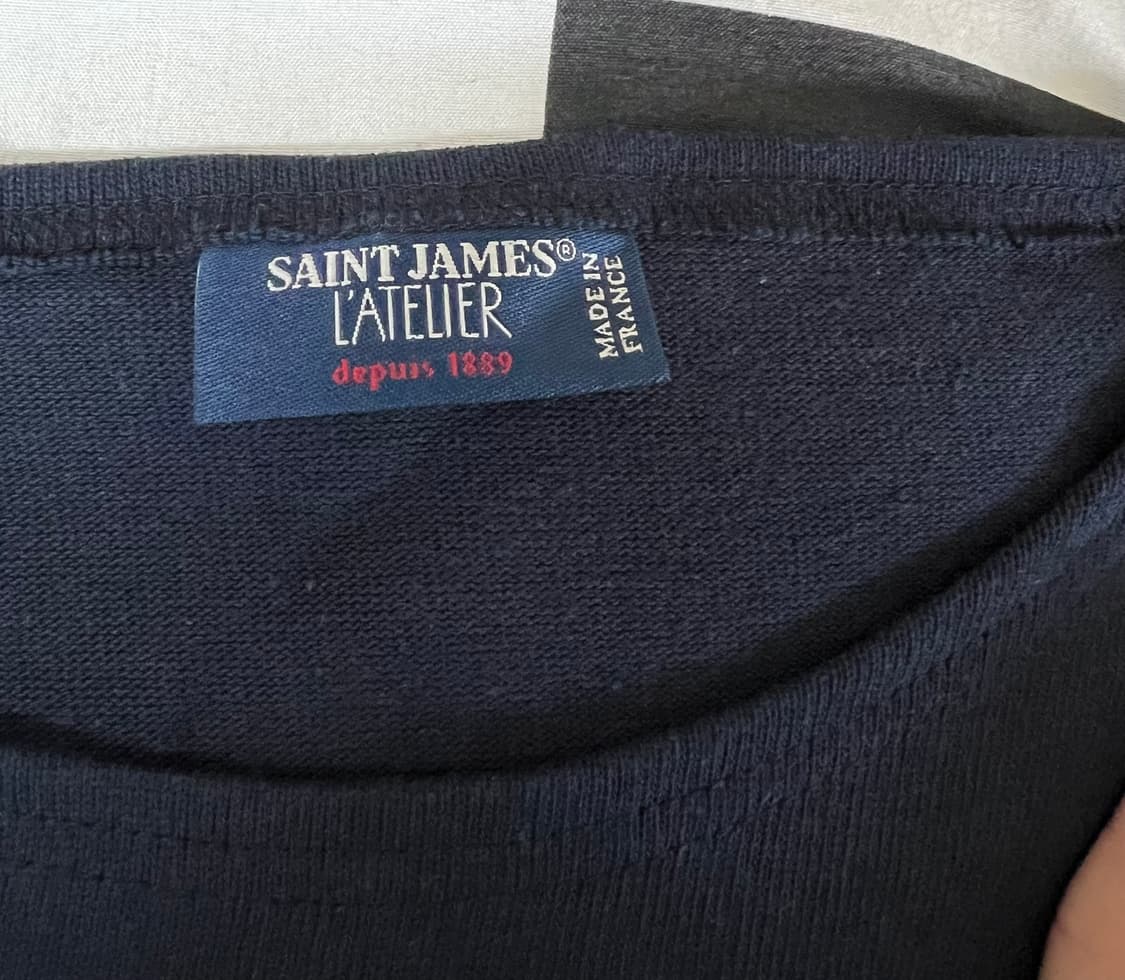 SAINT JAMES®
L'ATELIER
depuis 1889
MADE IN
FRANCE